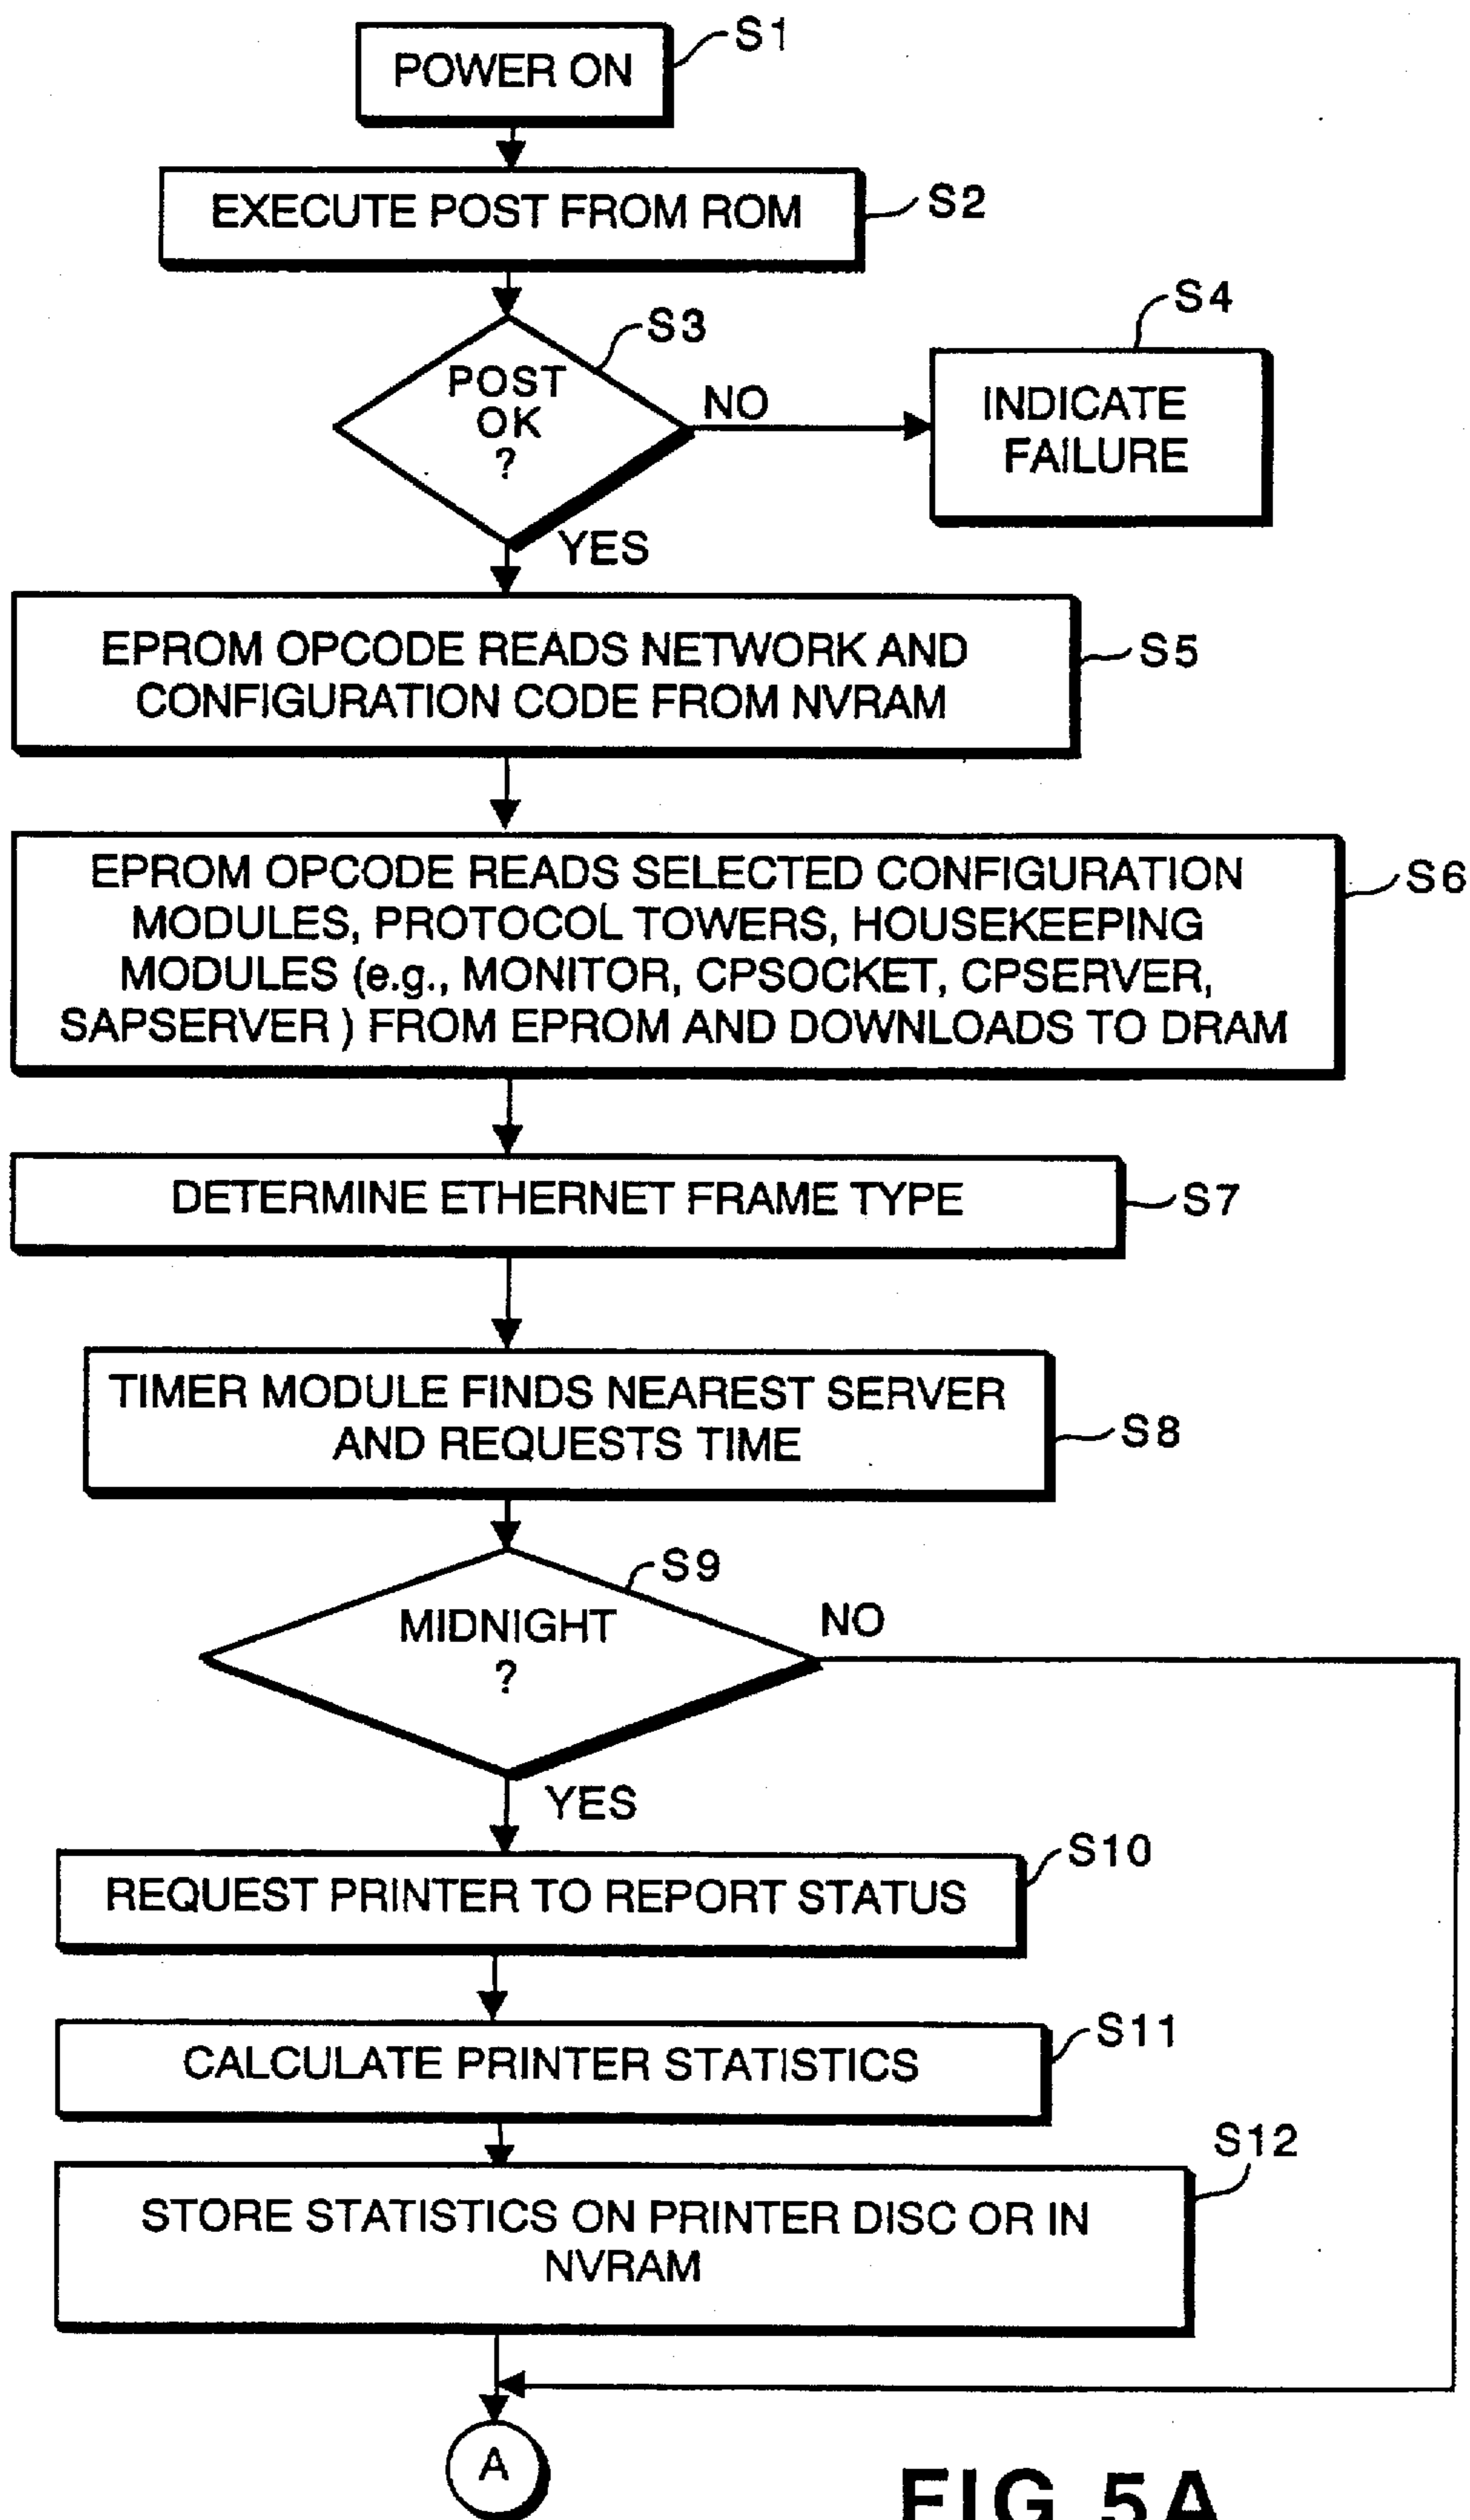 S1
POWER ON
EXECUTE POST FROM ROM
S2
S3
S4
POST
OK
?
NO
INDICATE
FAILURE
YES
EPROM OPCODE READS NETWORK AND
CONFIGURATION CODE FROM NVRAM
S5
EPROM OPCODE READS SELECTED CONFIGURATION
MODULES, PROTOCOL TOWERS, HOUSEKEEPING
MODULES (e.g., MONITOR, CPSOCKET, CPSERVER,
SAPSERVER ) FROM EPROM AND DOWNLOADS TO DRAM
S6
DETERMINE ETHERNET FRAME TYPE
S7
TIMER MODULE FINDS NEAREST SERVER
AND REQUESTS TIME
S8
S9
MIDNIGHT
?
NO
YES
S10
REQUEST PRINTER TO REPORT STATUS
S11
CALCULATE PRINTER STATISTICS
S12
STORE STATISTICS ON PRINTER DISC OR IN
NVRAM
A
FIG 5A